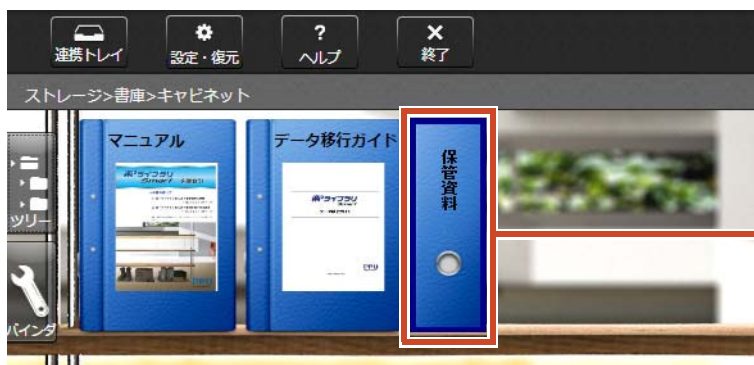 連携トレイ
設定・復元
?
ヘルプ
終了
ストレージ>書庫>キャビネット
マニュアル
データ移行ガイド
保管資料
ツリー
バインダ